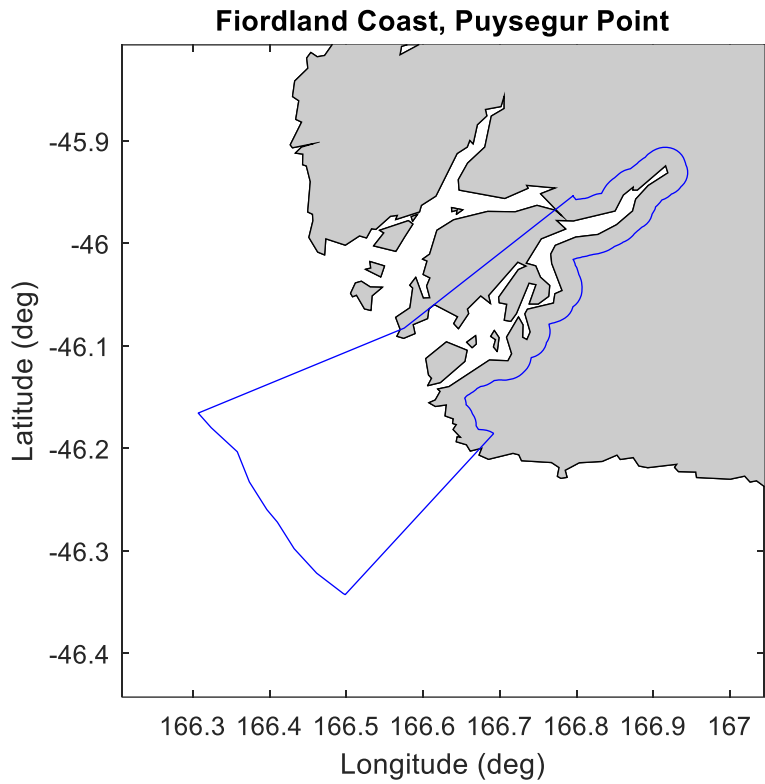 Fiordland Coast, Puysegur Point
Latitude (deg)
-45.9
-46
-46.1
-46.2
-46.3
-46.4
166.3 166.4 166.5 166.6 166.7 166.8 166.9 167
Longitude (deg)